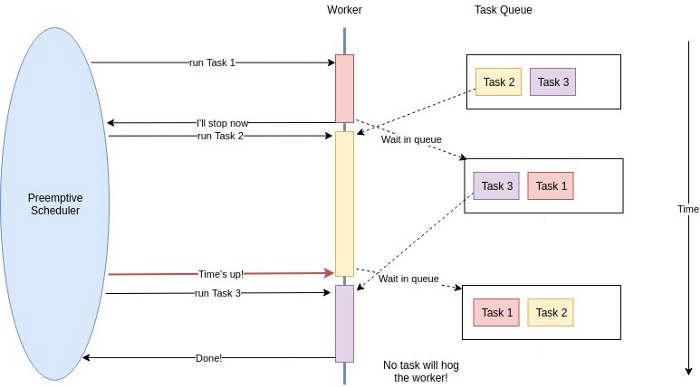 Worker
Task Queue
run Task 1
Task 2
Task 3
I'll stop now
run Task 2
Wait in queue
Task 3
Task 1
Preemptive
Scheduler
Time
Time's up!
Wait in queue
run Task 3
Task 1
Task 2
Done!
No task will hog
the worker!